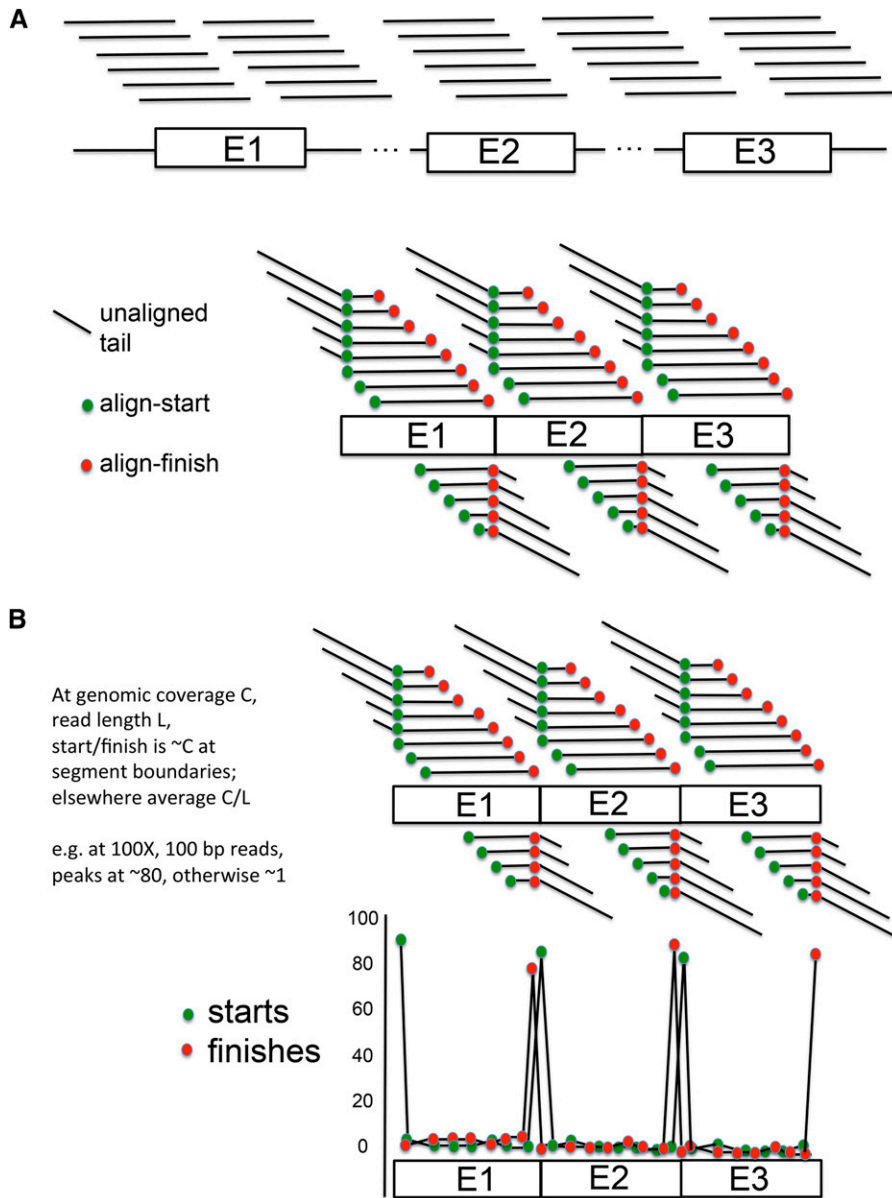 A
E1 ... E2 ... E3
unaligned
tail
align-start
align-finish
E1 E2 E3
B
At genomic coverage C,
read length L,
start/finish is ~C at
segment boundaries;
elsewhere average C/L
e.g. at 100X, 100 bp reads,
peaks at ~80, otherwise ~1
E1 E2 E3
100
80
60
40
20
0
starts
finishes
E1 E2 E3